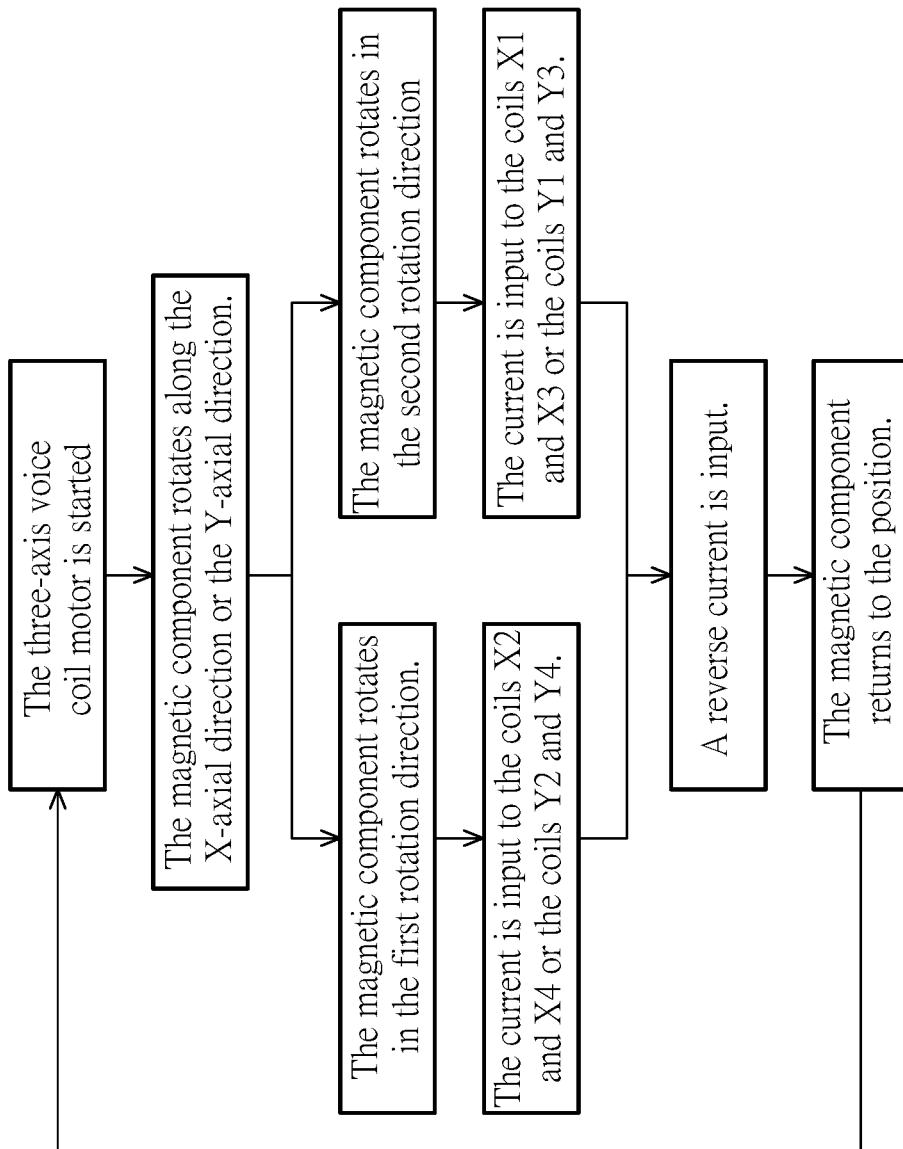 The three-axis voice
coil motor is started
The magnetic component rotates along the
X-axial direction or the Y-axial direction.
The magnetic component rotates
in the first rotation direction.
The magnetic component rotates in
the second rotation direction
The current is input to the coils X2
and X4 or the coils Y2 and Y4.
The current is input to the coils X1
and X3 or the coils Y1 and Y3.
A reverse current is input.
The magnetic component
returns to the position.